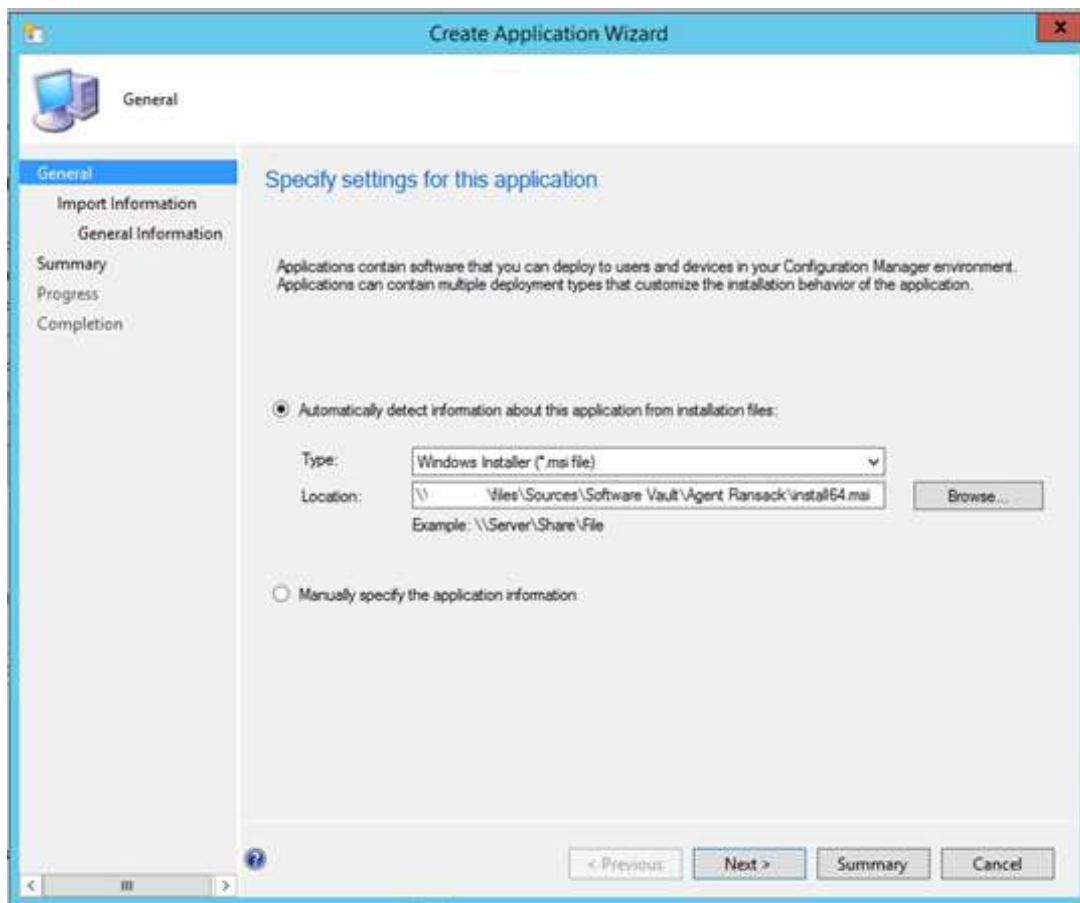 Create Application Wizard
x
General
General
Import Information
General Information
Summary
Progress
Completion
Specify settings for this application
Applications contain software that you can deploy to users and devices in your Configuration Manager environment.
Applications can contain multiple deployment types that customize the installation behavior of the application.
Automatically detect information about this application from installation files:
Type: Windows Installer (*.msi file)
Location: \\ \files\Sources\Software Vault\Agent Ransack\install64.msi Browse...
Example: \\Server\Share\File
Manually specify the application information
? < Previous Next > Summary Cancel